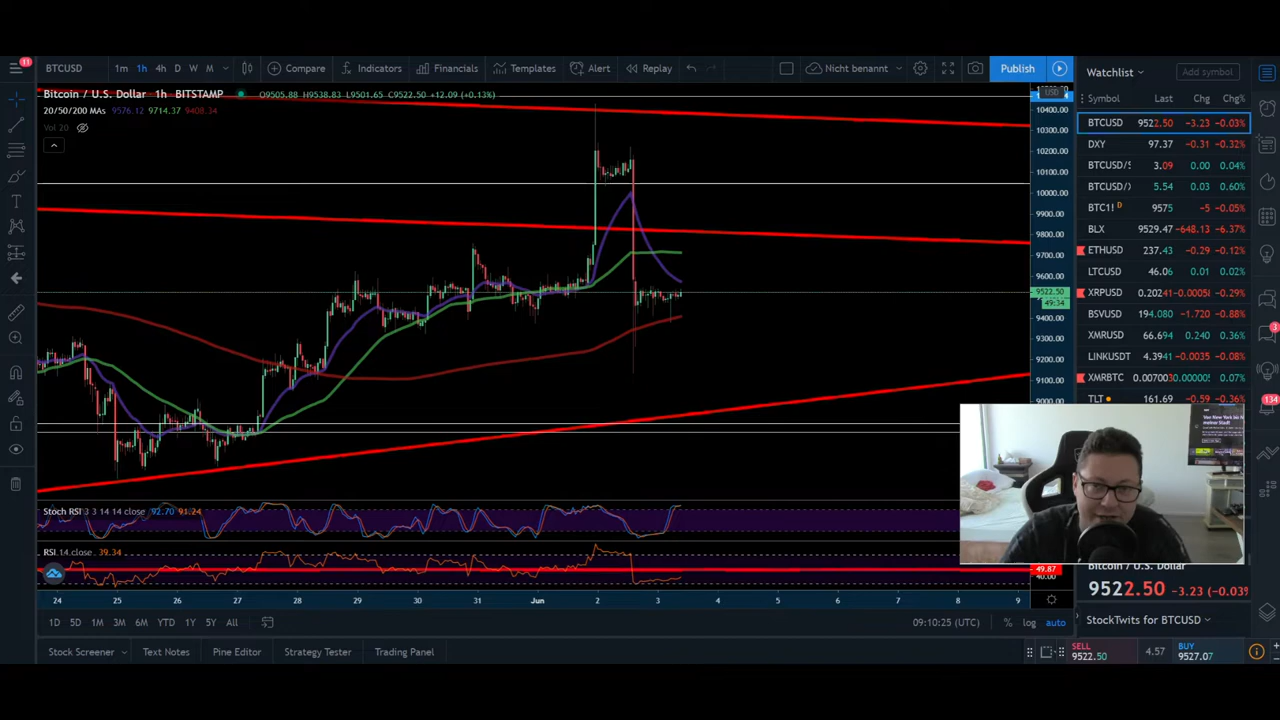 11
BTCUSD 1m 1h 4h D W M Compare Indicators Financials Templates Alert Replay Nicht benannt Publish
Watchlist Add symbol
Bitcoin / U.S. Dollar · 1h · BITSTAMP O9505.88 H9538.83 L9501.65 C9522.50 +12.09 (+0.13%)
USD
20/50/200 MAs 9576.12 9714.37 9408.34
Vol 20
10400.00
10300.00
10200.00
10100.00
10000.00
9900.00
9800.00
9700.00
9600.00
9522.50
49:34
9400.00
9300.00
9200.00
9100.00
9000.00
Symbol Last Chg Chg%
BTCUSD 9522.50 -3.23 -0.03%
DXY 97.37 -0.31 -0.32%
BTCUSD/S 3.09 0.00 0.04%
BTCUSD/ 5.54 0.03 0.60%
BTC1! D 9575 -5 -0.05%
BLX 9529.47 -648.13 -6.37%
ETHUSD 237.43 -0.29 -0.12%
LTCUSD 46.06 0.01 0.02%
XRPUSD 0.20241 -0.00058 -0.29%
BSVUSD 194.080 -1.720 -0.88%
XMRUSD 66.694 0.240 0.36%
LINKUSDT 4.3941 -0.0035 -0.08%
XMRBTC 0.007003 0.000005 0.07%
TLT 161.69 -0.59 -0.36%
3
134
Stoch RSI 3 3 14 14 close 92.70 91.24
RSI 14 close 39.34
49.87
40.00
24 25 26 27 28 29 30 31 Jun 2 3 4 5 6 7 8 9
Bitcoin / U.S. Dollar
9522.50 -3.23 (-0.03%)
1D 5D 1M 3M 6M YTD 1Y 5Y All 09:10:25 (UTC) % log auto
StockTwits for BTCUSD
Stock Screener Text Notes Pine Editor Strategy Tester Trading Panel
SELL
9522.50
4.57
BUY
9527.07